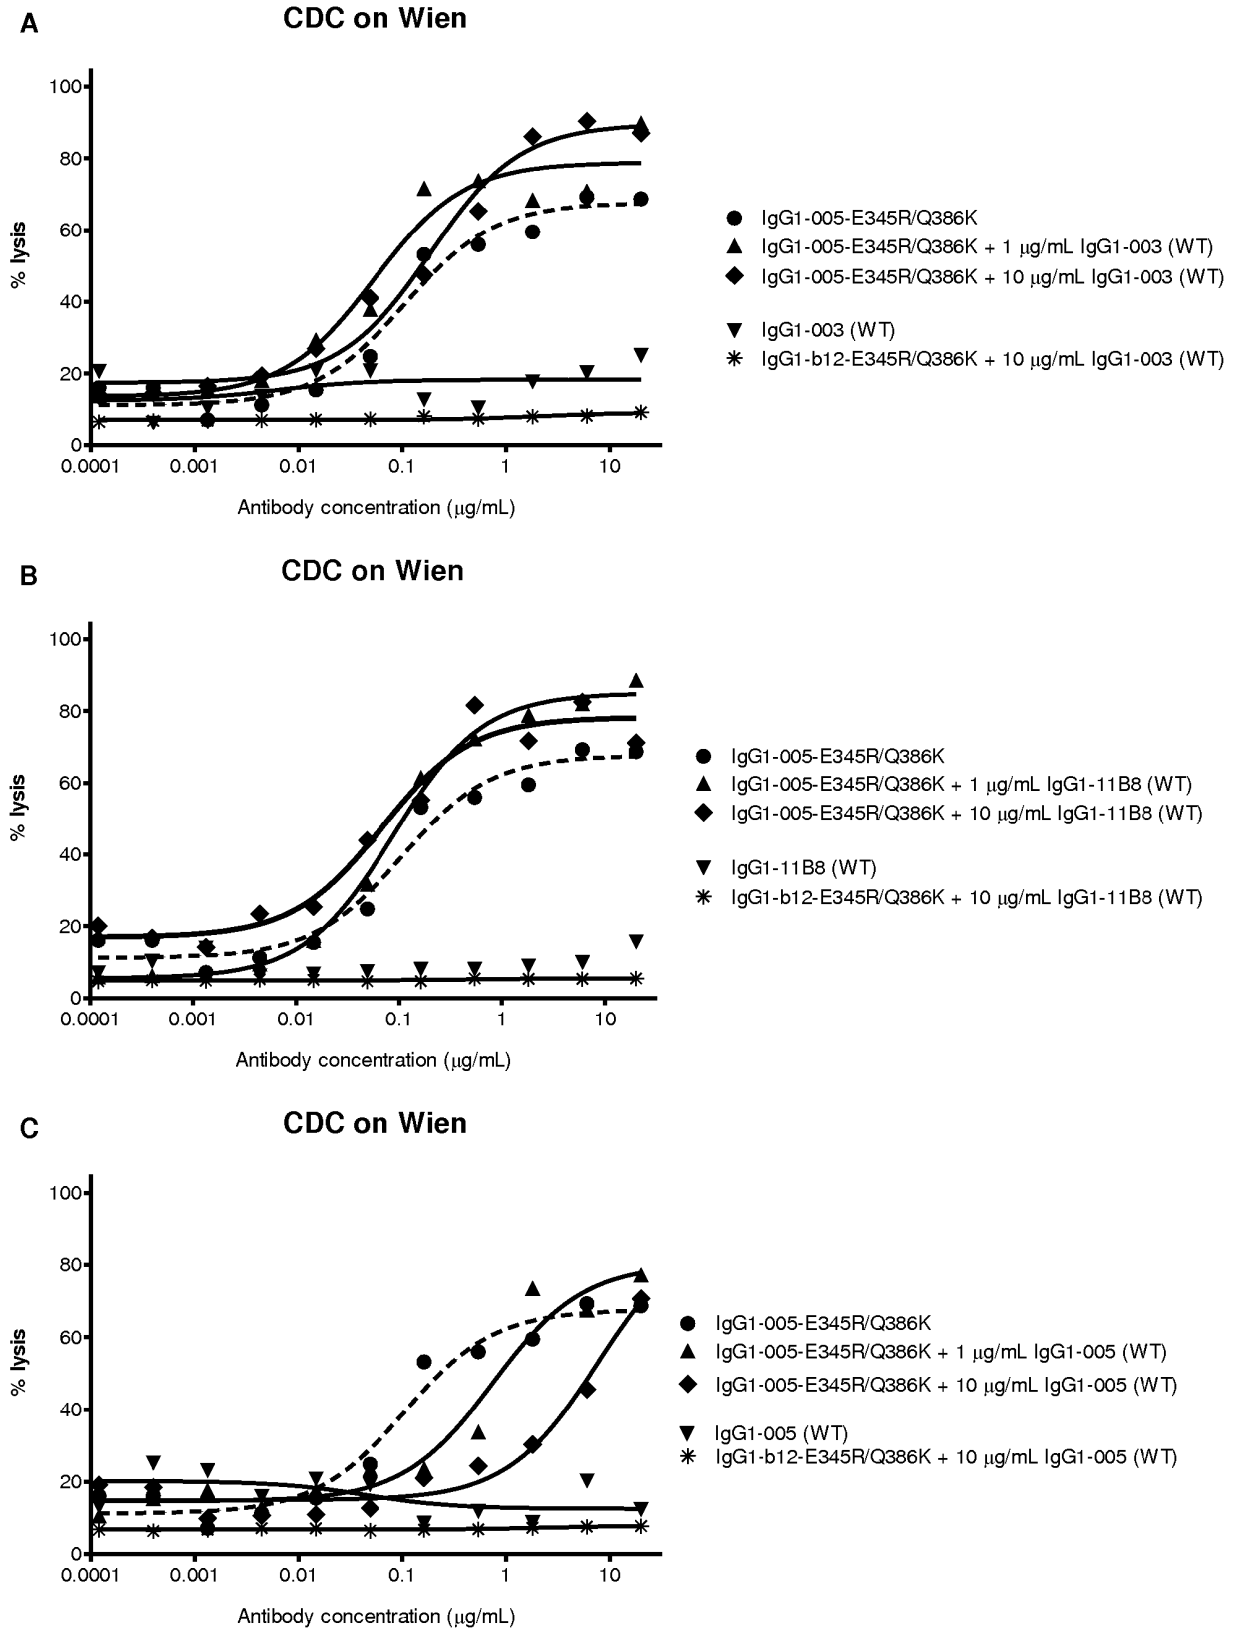 A
CDC on Wien
100
80
60
40
20
0
% lysis
0.0001 0.001 0.01 0.1 1 10
Antibody concentration (μg/mL)
IgG1-005-E345R/Q386K
IgG1-005-E345R/Q386K + 1 μg/mL IgG1-003 (WT)
IgG1-005-E345R/Q386K + 10 μg/mL IgG1-003 (WT)
IgG1-003 (WT)
IgG1-b12-E345R/Q386K + 10 μg/mL IgG1-003 (WT)
B
CDC on Wien
100
80
60
40
20
0
% lysis
0.0001 0.001 0.01 0.1 1 10
Antibody concentration (μg/mL)
IgG1-005-E345R/Q386K
IgG1-005-E345R/Q386K + 1 μg/mL IgG1-11B8 (WT)
IgG1-005-E345R/Q386K + 10 μg/mL IgG1-11B8 (WT)
IgG1-11B8 (WT)
IgG1-b12-E345R/Q386K + 10 μg/mL IgG1-11B8 (WT)
C
CDC on Wien
100
80
60
40
20
0
% lysis
0.0001 0.001 0.01 0.1 1 10
Antibody concentration (μg/mL)
IgG1-005-E345R/Q386K
IgG1-005-E345R/Q386K + 1 μg/mL IgG1-005 (WT)
IgG1-005-E345R/Q386K + 10 μg/mL IgG1-005 (WT)
IgG1-005 (WT)
IgG1-b12-E345R/Q386K + 10 μg/mL IgG1-005 (WT)